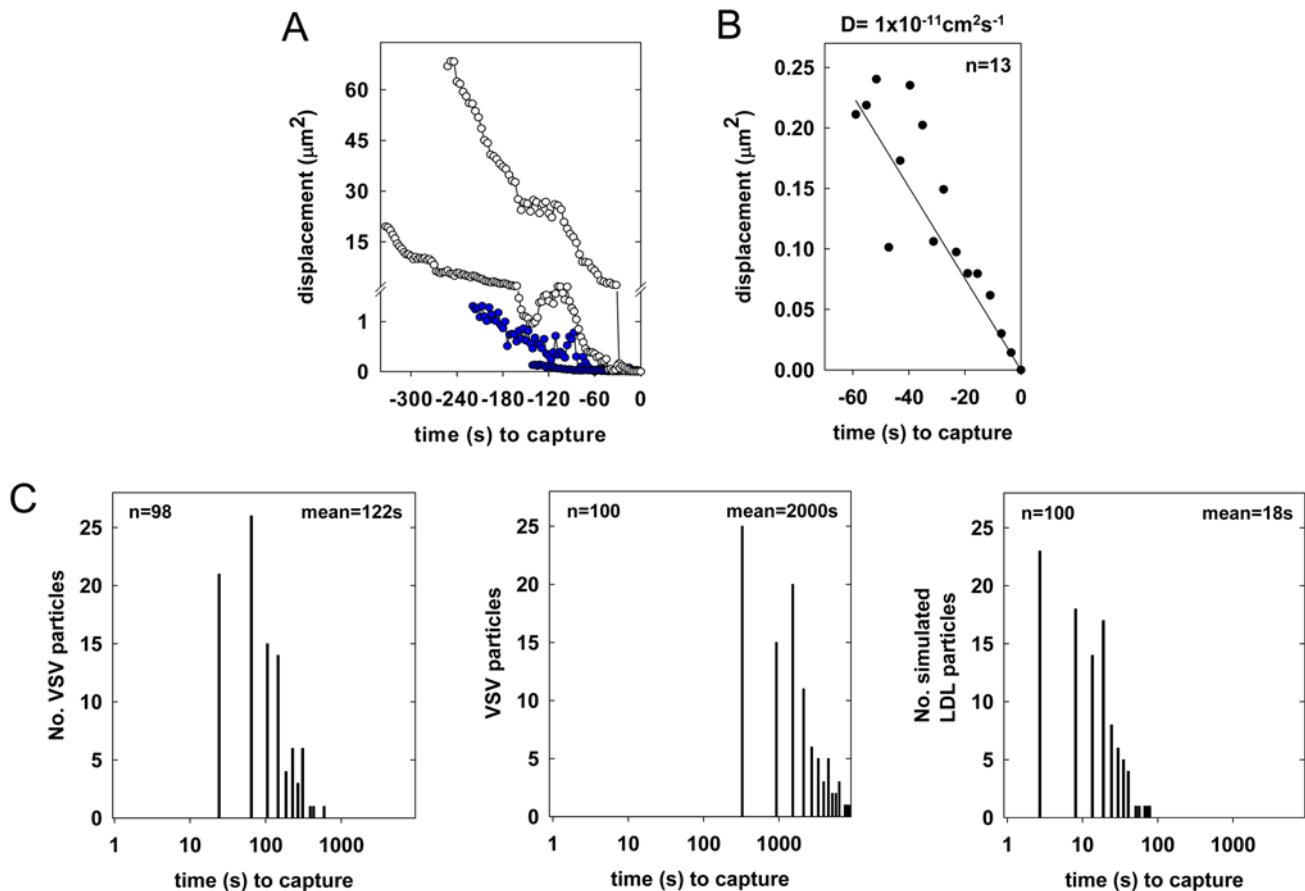 A
displacement (μm²)
60
45
30
15
1
0
-300 -240 -180 -120 -60 0
time (s) to capture
B
D= 1x10⁻¹¹cm²s⁻¹
n=13
displacement (μm²)
0.25
0.20
0.15
0.10
0.05
0.00
-60 -40 -20 0
time (s) to capture
C
n=98 mean=122s
No. VSV particles
25
20
15
10
5
0
1 10 100 1000
time (s) to capture
n=100 mean=2000s
VSV particles
25
20
15
10
5
0
1 10 100 1000
time (s) to capture
n=100 mean=18s
No. simulated
LDL particles
25
20
15
10
5
0
1 10 100 1000
time (s) to capture